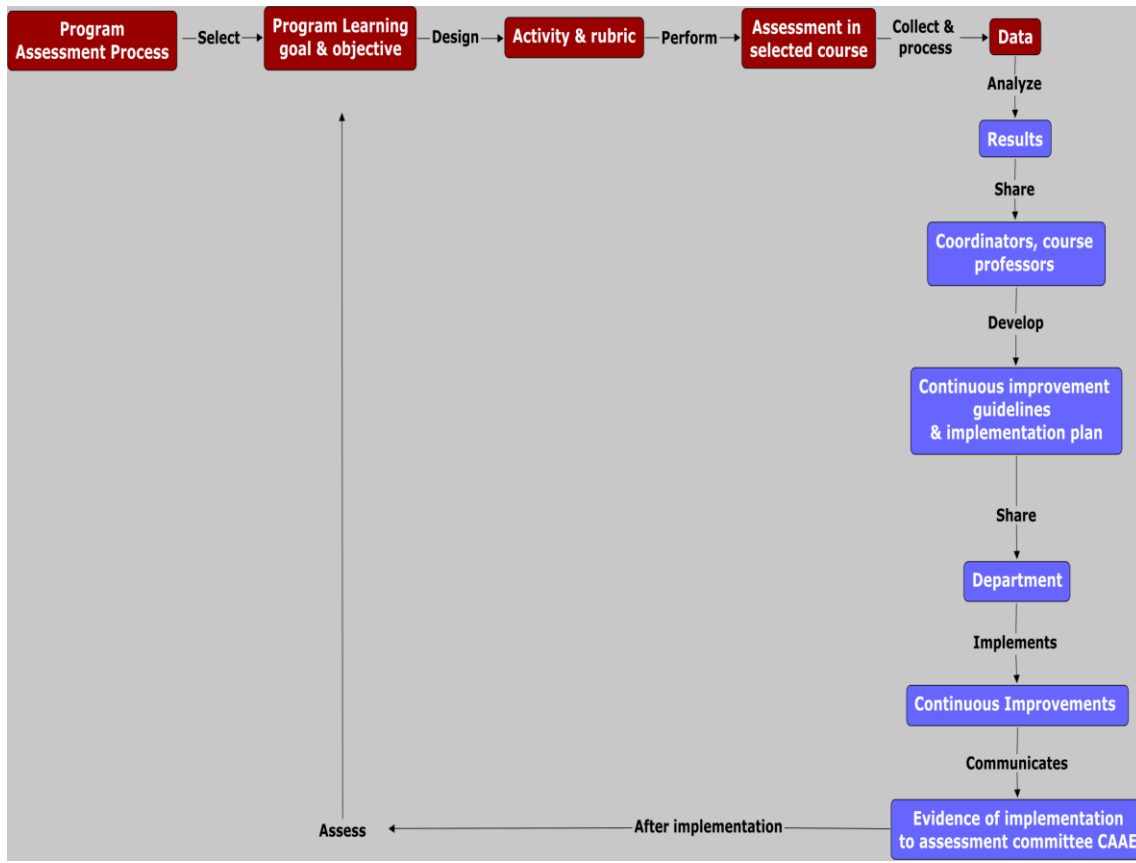 Program
Assessment Process
Select
Program Learning
goal & objective
Design
Activity & rubric
Perform
Assessment in
selected course
Collect &
process
Data
Analyze
Results
Share
Coordinators, course
professors
Develop
Continuous improvement
guidelines
& implementation plan
Share
Department
Implements
Continuous Improvements
Communicates
Evidence of implementation
to assessment committee CAAE
After implementation
Assess